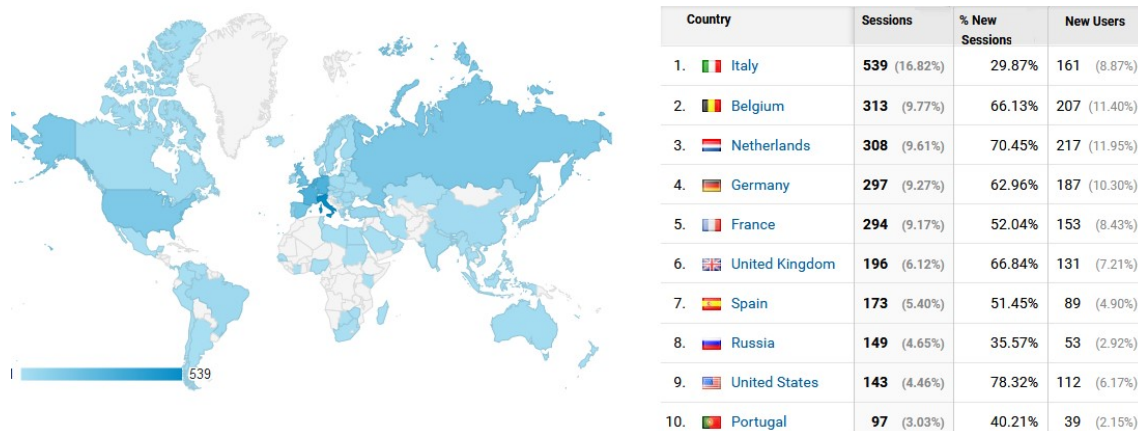 539
Country Sessions % New Sessions New Users
1. Italy 539 (16.82%) 29.87% 161 (8.87%)
2. Belgium 313 (9.77%) 66.13% 207 (11.40%)
3. Netherlands 308 (9.61%) 70.45% 217 (11.95%)
4. Germany 297 (9.27%) 62.96% 187 (10.30%)
5. France 294 (9.17%) 52.04% 153 (8.43%)
6. United Kingdom 196 (6.12%) 66.84% 131 (7.21%)
7. Spain 173 (5.40%) 51.45% 89 (4.90%)
8. Russia 149 (4.65%) 35.57% 53 (2.92%)
9. United States 143 (4.46%) 78.32% 112 (6.17%)
10. Portugal 97 (3.03%) 40.21% 39 (2.15%)